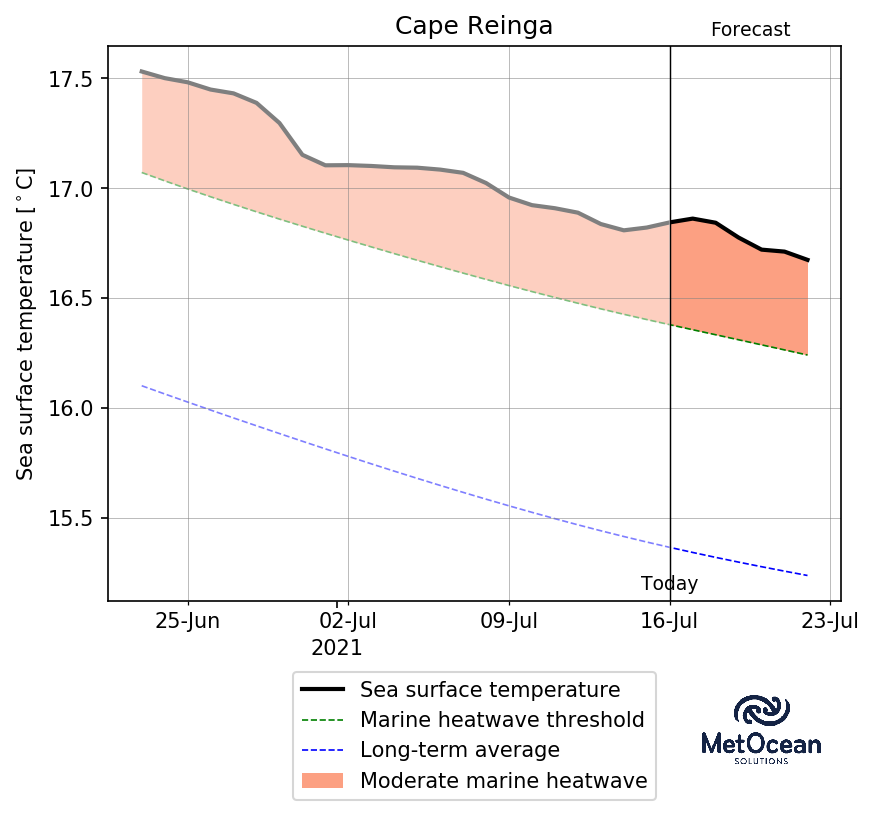 Cape Reinga
Forecast
17.5
17.0
16.5
16.0
15.5
Sea surface temperature [°C]
Today
25-Jun
02-Jul
09-Jul
16-Jul
23-Jul
2021
Sea surface temperature
Marine heatwave threshold
Long-term average
Moderate marine heatwave
MetOcean
SOLUTIONS